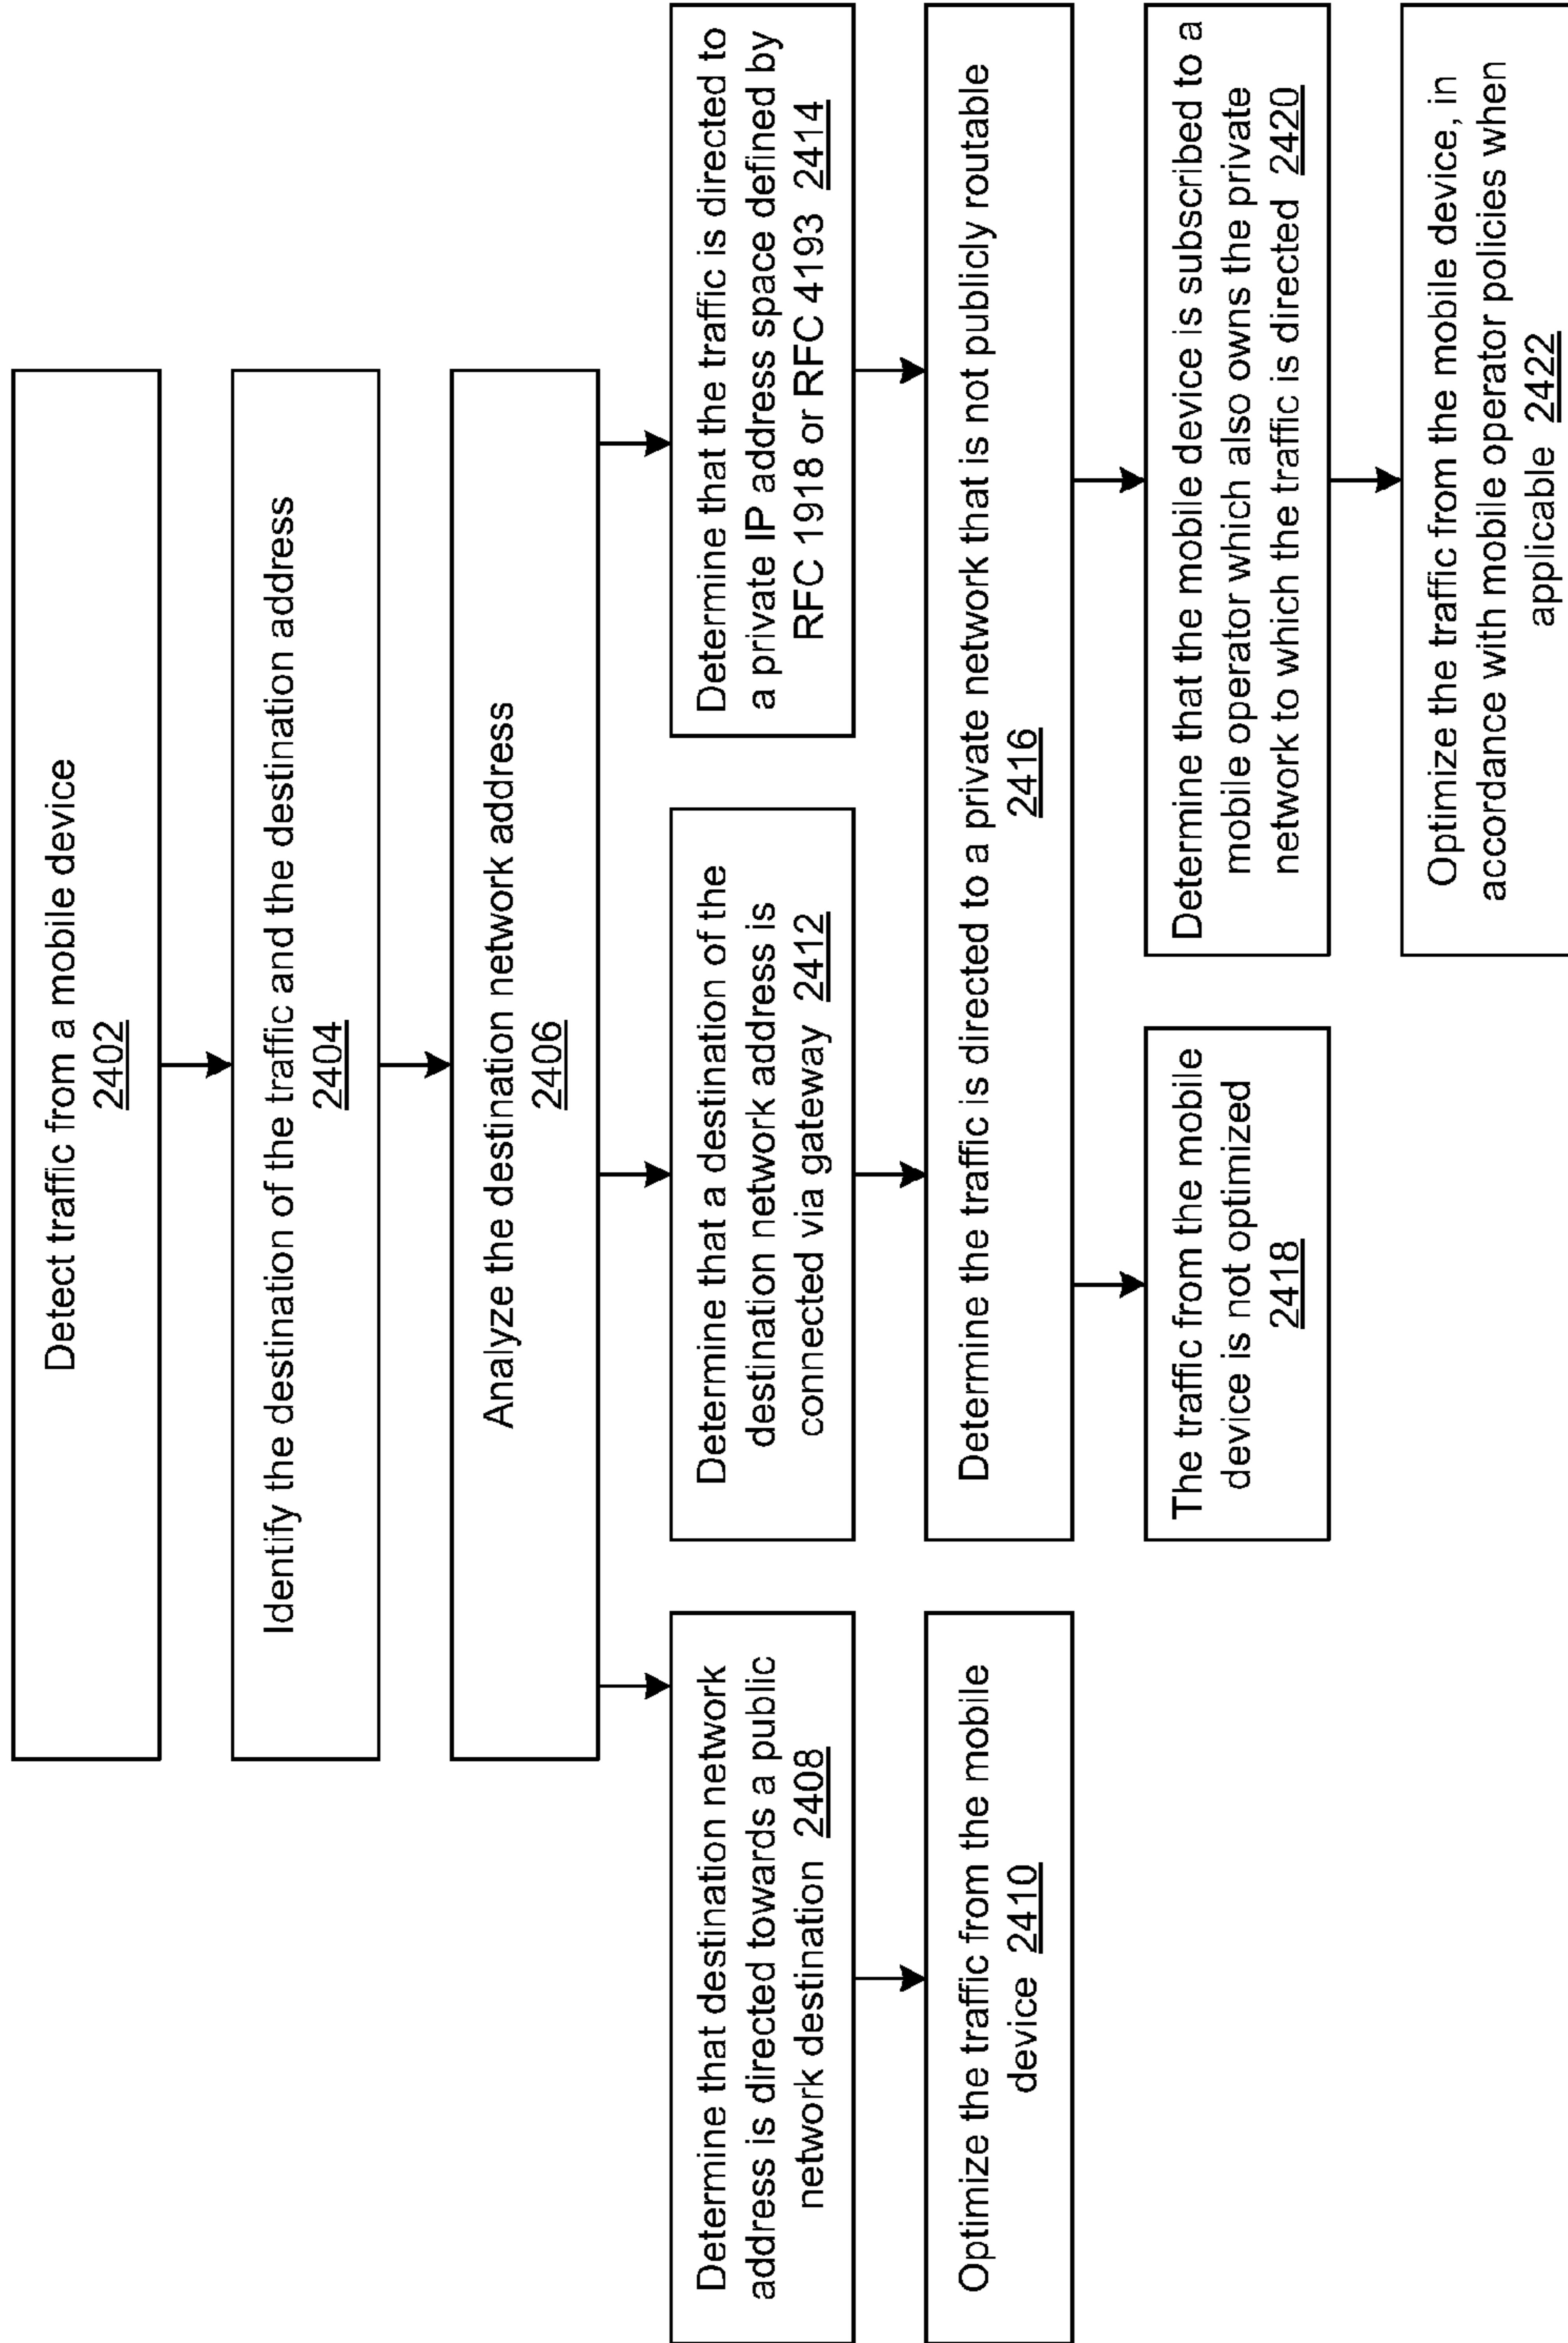 Detect traffic from a mobile device
2402
Identify the destination of the traffic and the destination address
2404
Analyze the destination network address
2406
Determine that destination network
address is directed towards a public
network destination 2408
Optimize the traffic from the mobile
device 2410
Determine that a destination of the
destination network address is
connected via gateway 2412
Determine that the traffic is directed to
a private IP address space defined by
RFC 1918 or RFC 4193 2414
Determine the traffic is directed to a private network that is not publicly routable
2416
The traffic from the mobile
device is not optimized
2418
Determine that the mobile device is subscribed to a
mobile operator which also owns the private
network to which the traffic is directed 2420
Optimize the traffic from the mobile device, in
accordance with mobile operator policies when
applicable 2422